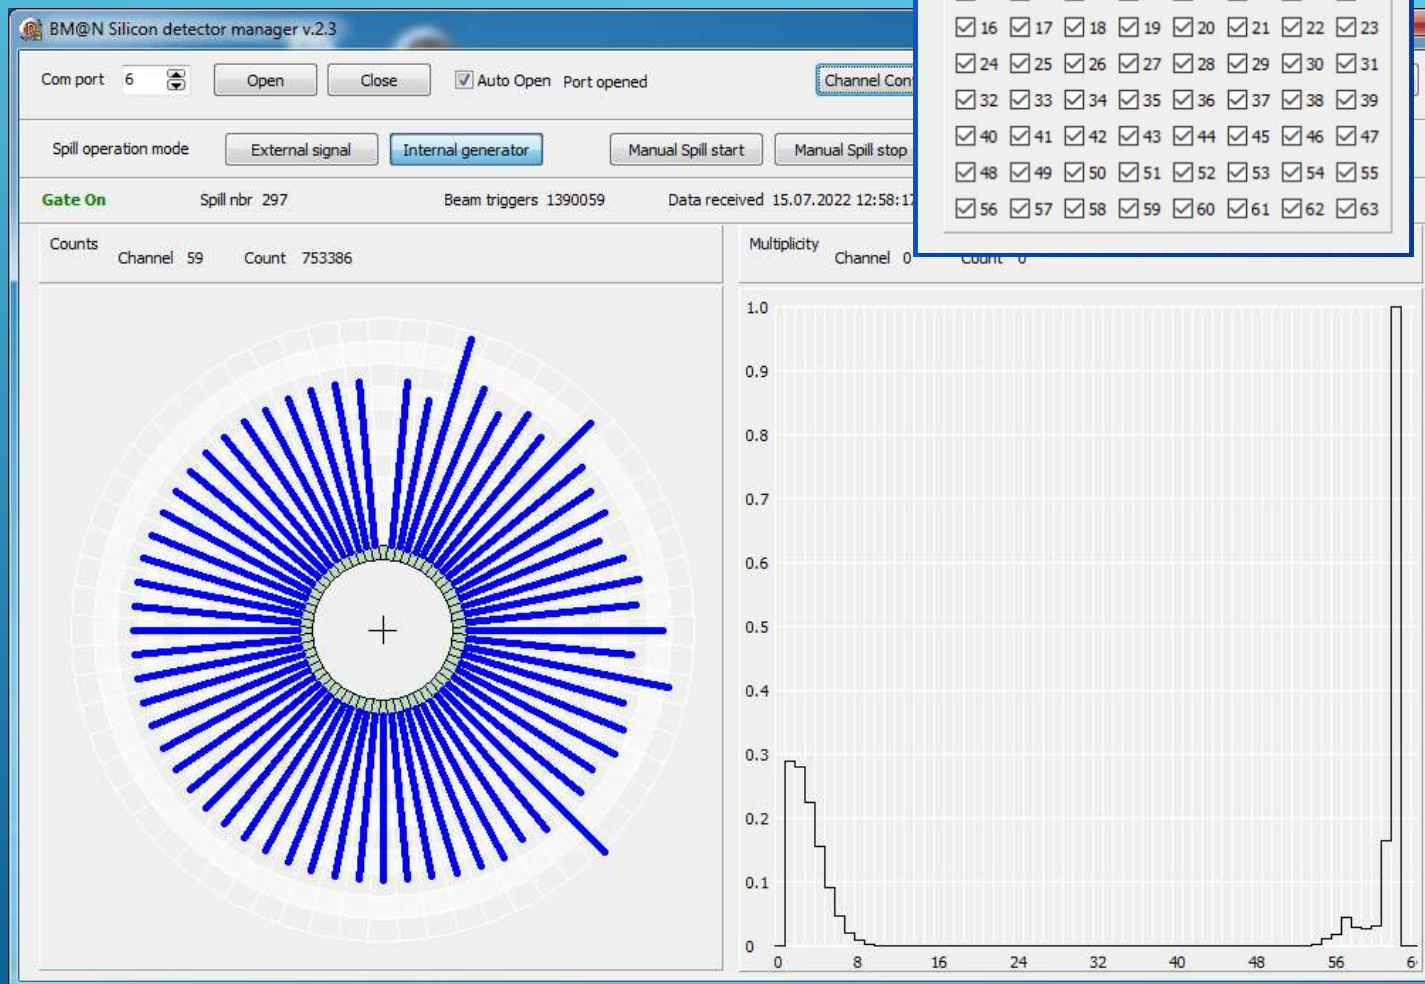 BM@N Silicon detector manager v.2.3
16 17 18 19 20 21 22 23
24 25 26 27 28 29 30 31
32 33 34 35 36 37 38 39
40 41 42 43 44 45 46 47
48 49 50 51 52 53 54 55
56 57 58 59 60 61 62 63
Com port 6 Open Close Auto Open Port opened Channel Con
Spill operation mode External signal Internal generator Manual Spill start Manual Spill stop
Gate On Spill nbr 297 Beam triggers 1390059 Data received 15.07.2022 12:58:17
Counts
Channel 59 Count 753386
Multiplicity
Channel 0 Count 0
1.0
0.9
0.8
0.7
0.6
0.5
0.4
0.3
0.2
0.1
0
0 8 16 24 32 40 48 56 6